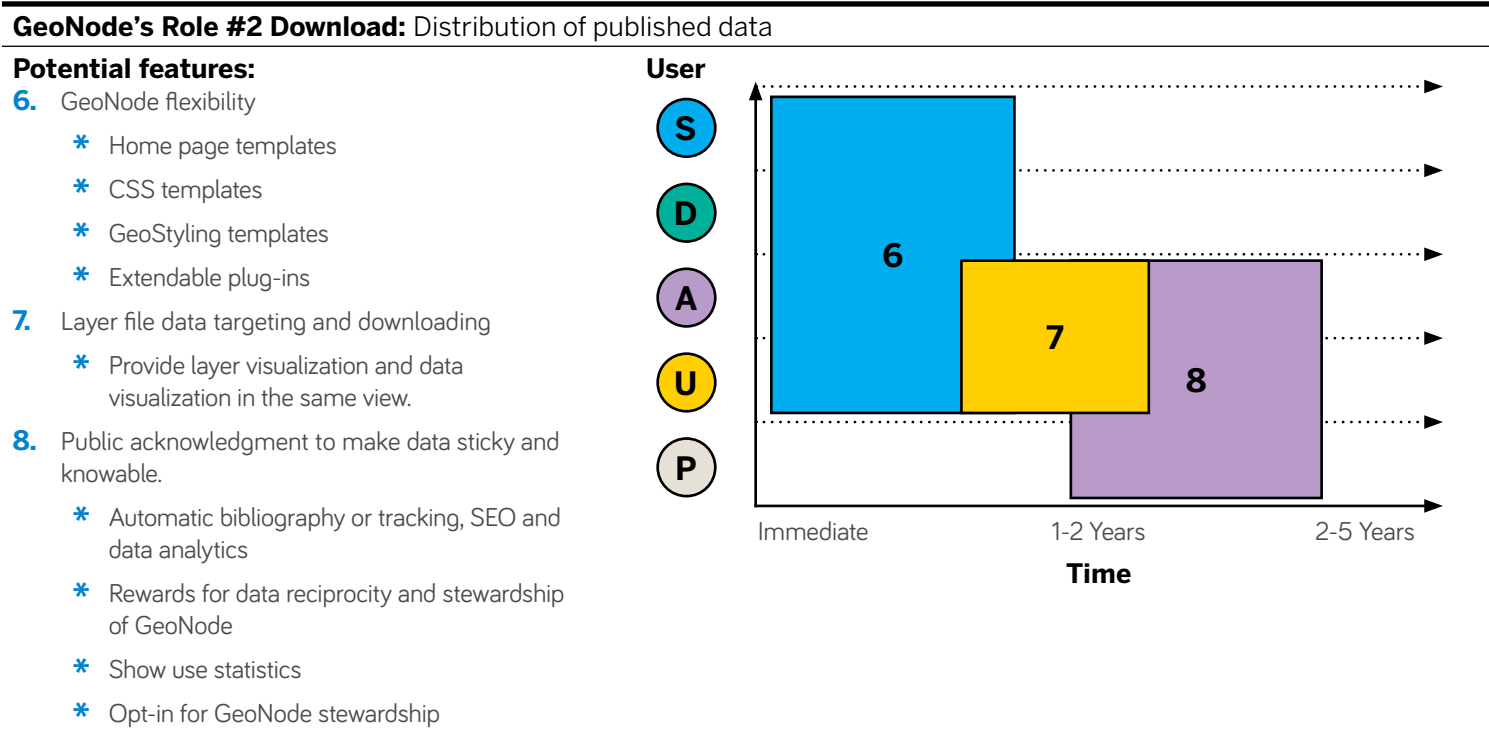 GeoNode's Role #2 Download: Distribution of published data
Potential features:
6. GeoNode flexibility
* Home page templates
* CSS templates
* GeoStyling templates
* Extendable plug-ins
7. Layer file data targeting and downloading
* Provide layer visualization and data
visualization in the same view.
8. Public acknowledgment to make data sticky and
knowable.
* Automatic bibliography or tracking, SEO and
data analytics
* Rewards for data reciprocity and stewardship
of GeoNode
* Show use statistics
* Opt-in for GeoNode stewardship
User
S
D
A
U
P
6
7
8
Immediate 1-2 Years 2-5 Years
Time